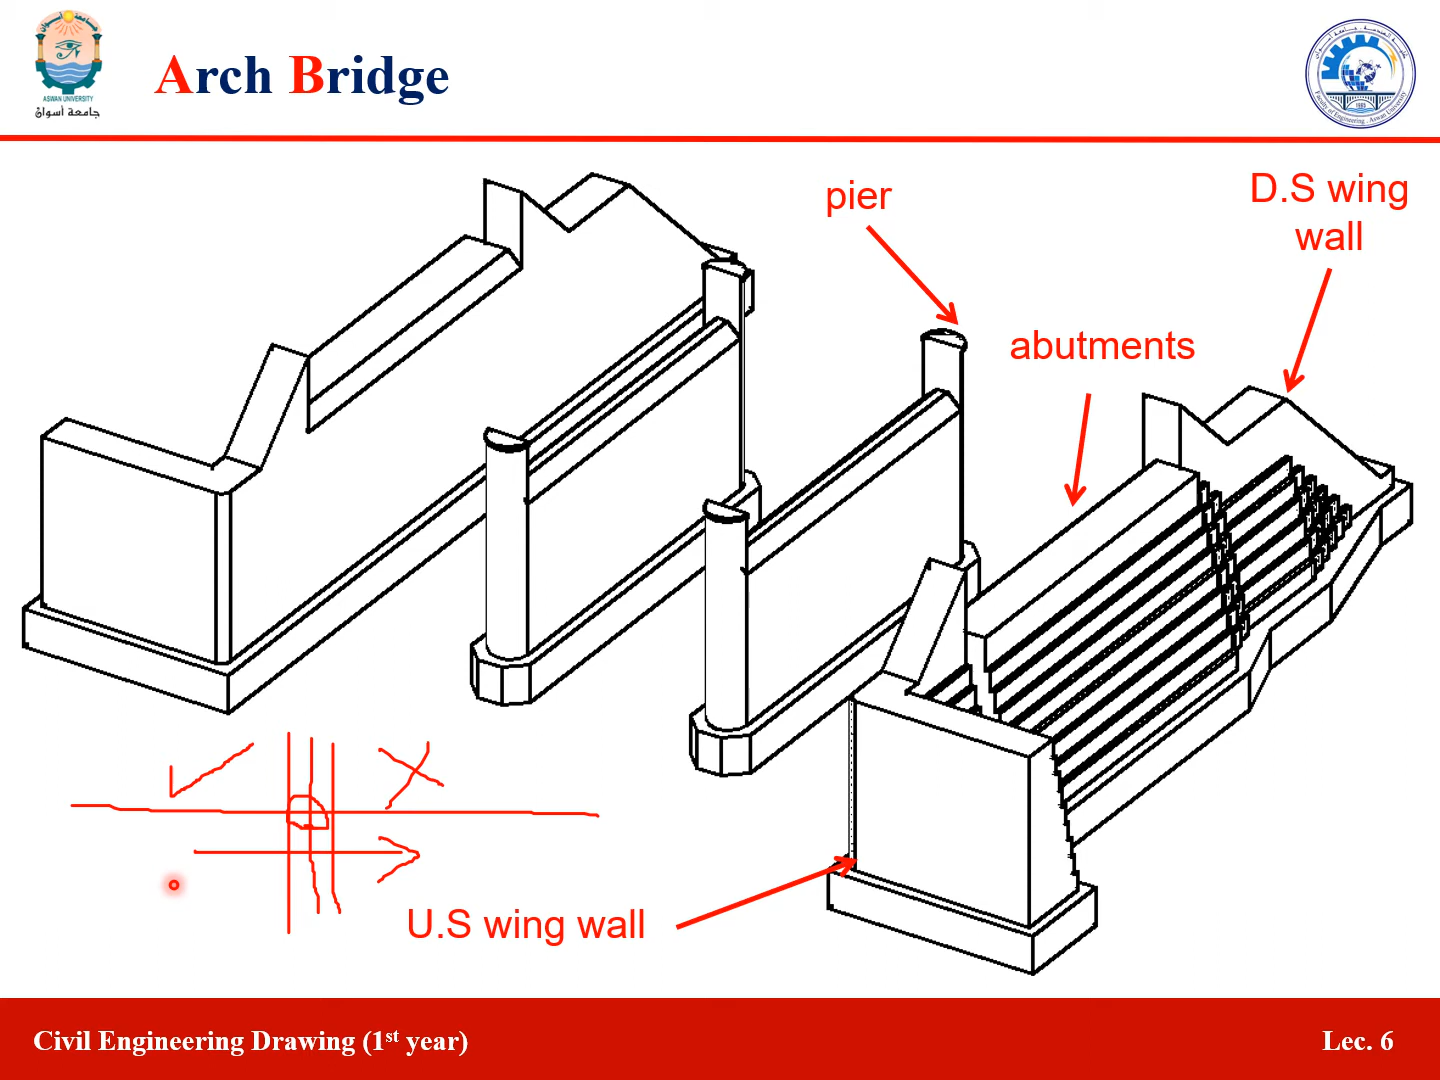 ASWAN UNIVERSITY
جامعة أسوان
Arch Bridge
pier
D.S wing
wall
abutments
U.S wing wall
Civil Engineering Drawing (1st year)
Lec. 6